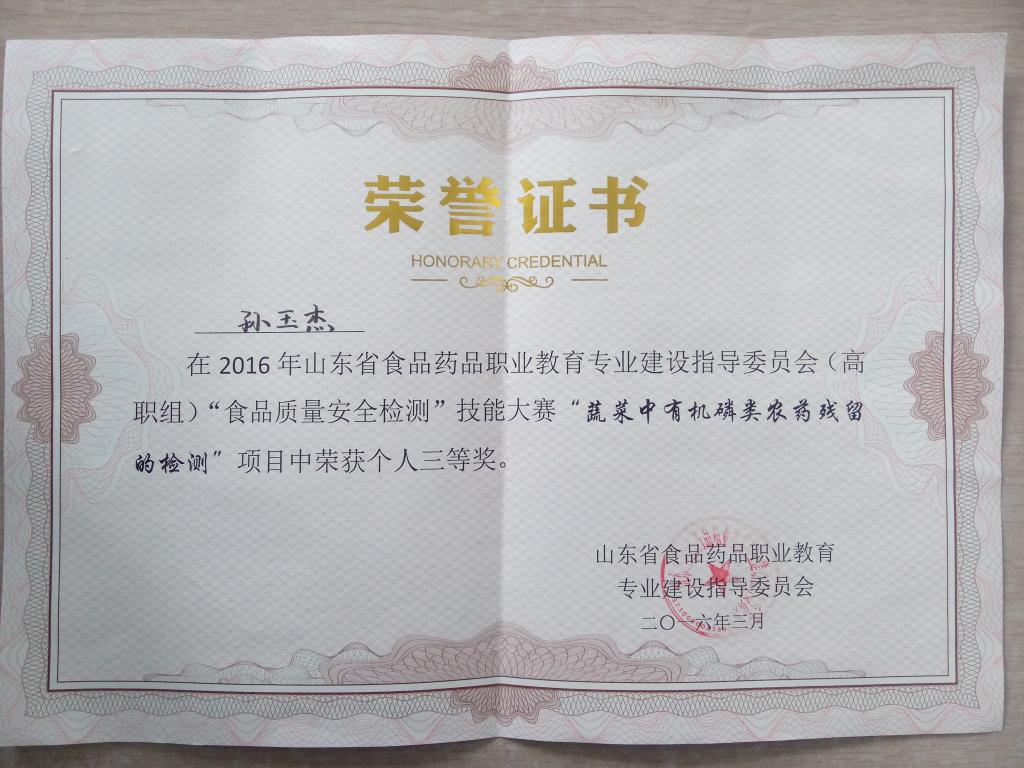 荣誉证书
HONORARY CREDENTIAL
孙玉杰
在 2016 年山东省食品药品职业教育专业建设指导委员会（高
职组）“食品质量安全检测”技能大赛“蔬菜中有机磷类农药残留
的检测”项目中荣获个人三等奖。
山东省食品药品职业教育
专业建设指导委员会
二〇一六年三月